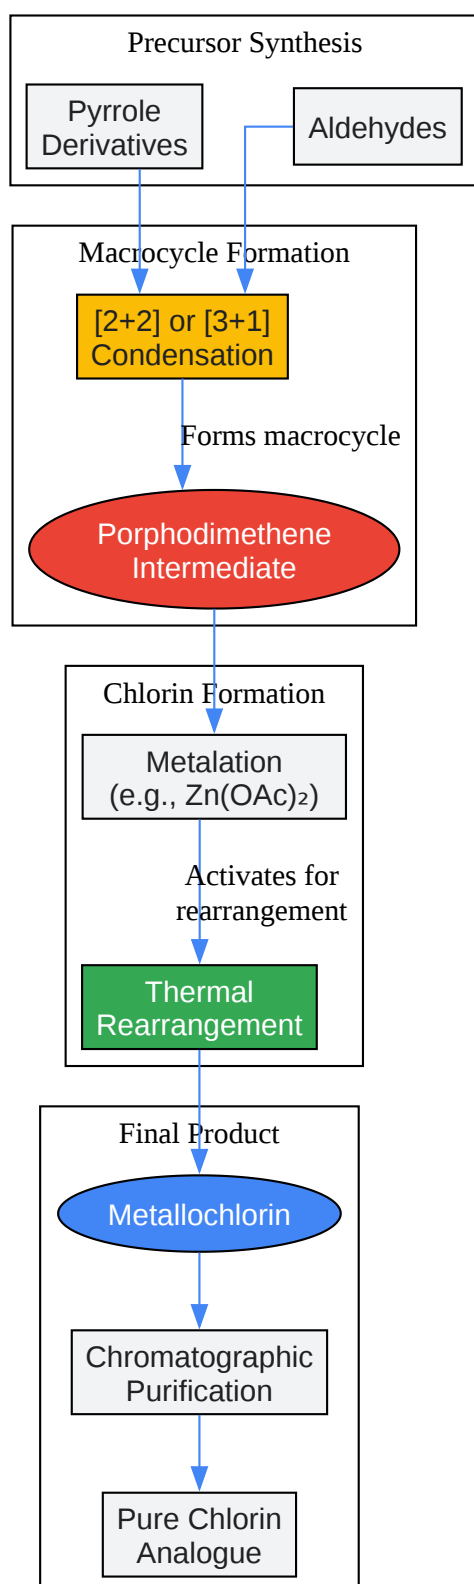 Precursor Synthesis
Pyrrole
Derivatives
Aldehydes
Macrocycle Formation
[2+2] or [3+1]
Condensation
Forms macrocycle
Porphodimethene
Intermediate
Chlorin Formation
Metalation
(e.g., Zn(OAc)₂)
Activates for
rearrangement
Thermal
Rearrangement
Final Product
Metallochlorin
Chromatographic
Purification
Pure Chlorin
Analogue